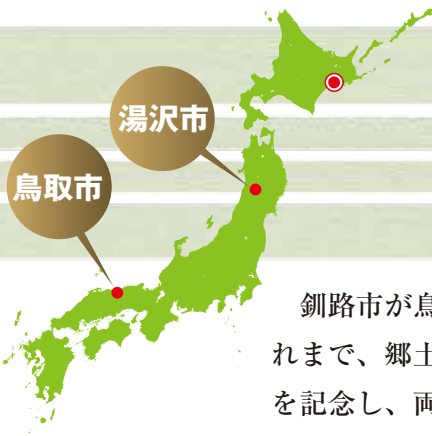 湯沢市
鳥取市
釧路市が鳥
れまで、郷土
を記念し、両